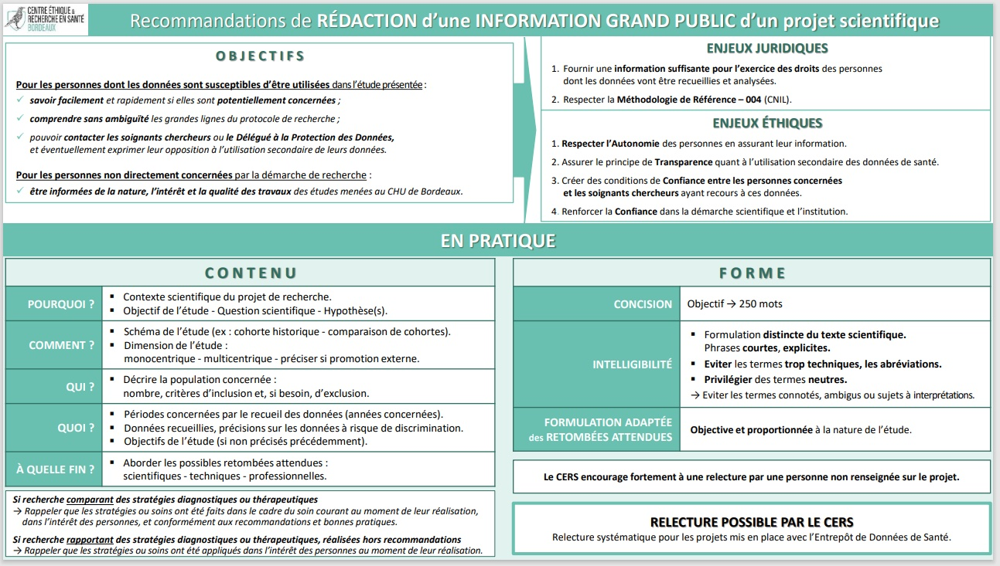 CENTRE ÉTHIQUE &
RECHERCHE EN SANTÉ
BORDEAUX
Recommandations de RÉDACTION d’une INFORMATION GRAND PUBLIC d’un projet scientifique
OBJECTIFS
Pour les personnes dont les données sont susceptibles d’être utilisées dans l’étude présentée :
✓ savoir facilement et rapidement si elles sont potentiellement concernées ;
✓ comprendre sans ambiguïté les grandes lignes du protocole de recherche ;
✓ pouvoir contacter les soignants chercheurs ou le Délégué à la Protection des Données,
et éventuellement exprimer leur opposition à l’utilisation secondaire de leurs données.
Pour les personnes non directement concernées par la démarche de recherche :
✓ être informées de la nature, l’intérêt et la qualité des travaux des études menées au CHU de Bordeaux.
ENJEUX JURIDIQUES
1. Fournir une information suffisante pour l’exercice des droits des personnes
dont les données vont être recueillies et analysées.
2. Respecter la Méthodologie de Référence – 004 (CNIL).
ENJEUX ÉTHIQUES
1. Respecter l’Autonomie des personnes en assurant leur information.
2. Assurer le principe de Transparence quant à l’utilisation secondaire des données de santé.
3. Créer des conditions de Confiance entre les personnes concernées
et les soignants chercheurs ayant recours à ces données.
4. Renforcer la Confiance dans la démarche scientifique et l’institution.
EN PRATIQUE
CONTENU
POURQUOI ?
▪ Contexte scientifique du projet de recherche.
▪ Objectif de l’étude - Question scientifique - Hypothèse(s).
COMMENT ?
▪ Schéma de l’étude (ex : cohorte historique - comparaison de cohortes).
▪ Dimension de l’étude :
monocentrique - multicentrique - préciser si promotion externe.
QUI ?
▪ Décrire la population concernée :
nombre, critères d’inclusion et, si besoin, d’exclusion.
QUOI ?
▪ Périodes concernées par le recueil des données (années concernées).
▪ Données recueillies, précisions sur les données à risque de discrimination.
▪ Objectifs de l’étude (si non précisés précédemment).
À QUELLE FIN ?
▪ Aborder les possibles retombées attendues :
scientifiques - techniques - professionnelles.
Si recherche comparant des stratégies diagnostiques ou thérapeutiques
→ Rappeler que les stratégies ou soins ont été faits dans le cadre du soin courant au moment de leur réalisation,
dans l’intérêt des personnes, et conformément aux recommandations et bonnes pratiques.
Si recherche rapportant des stratégies diagnostiques ou thérapeutiques, réalisées hors recommandations
→ Rappeler que les stratégies ou soins ont été appliqués dans l’intérêt des personnes au moment de leur réalisation.
FORME
CONCISION
Objectif → 250 mots
INTELLIGIBILITÉ
▪ Formulation distincte du texte scientifique.
Phrases courtes, explicites.
▪ Eviter les termes trop techniques, les abréviations.
▪ Privilégier des termes neutres.
→ Eviter les termes connotés, ambigus ou sujets à interprétations.
FORMULATION ADAPTÉE
des RETOMBÉES ATTENDUES
Objective et proportionnée à la nature de l’étude.
Le CERS encourage fortement à une relecture par une personne non renseignée sur le projet.
RELECTURE POSSIBLE PAR LE CERS
Relecture systématique pour les projets mis en place avec l’Entrepôt de Données de Santé.